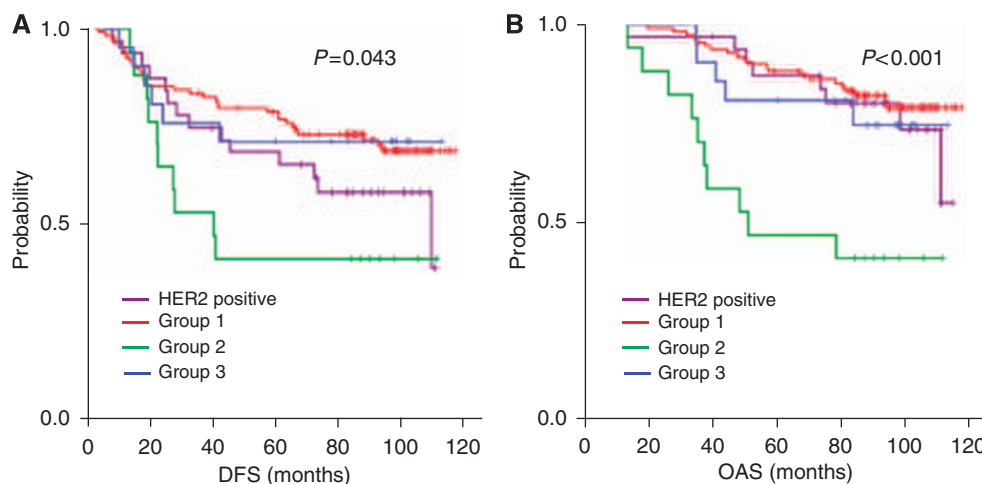 A
P=0.043
1.0
0.5
0.0
Probability
HER2 positive
Group 1
Group 2
Group 3
0 20 40 60 80 100 120
DFS (months)
B
P<0.001
1.0
0.5
0.0
Probability
HER2 positive
Group 1
Group 2
Group 3
0 20 40 60 80 100 120
OAS (months)